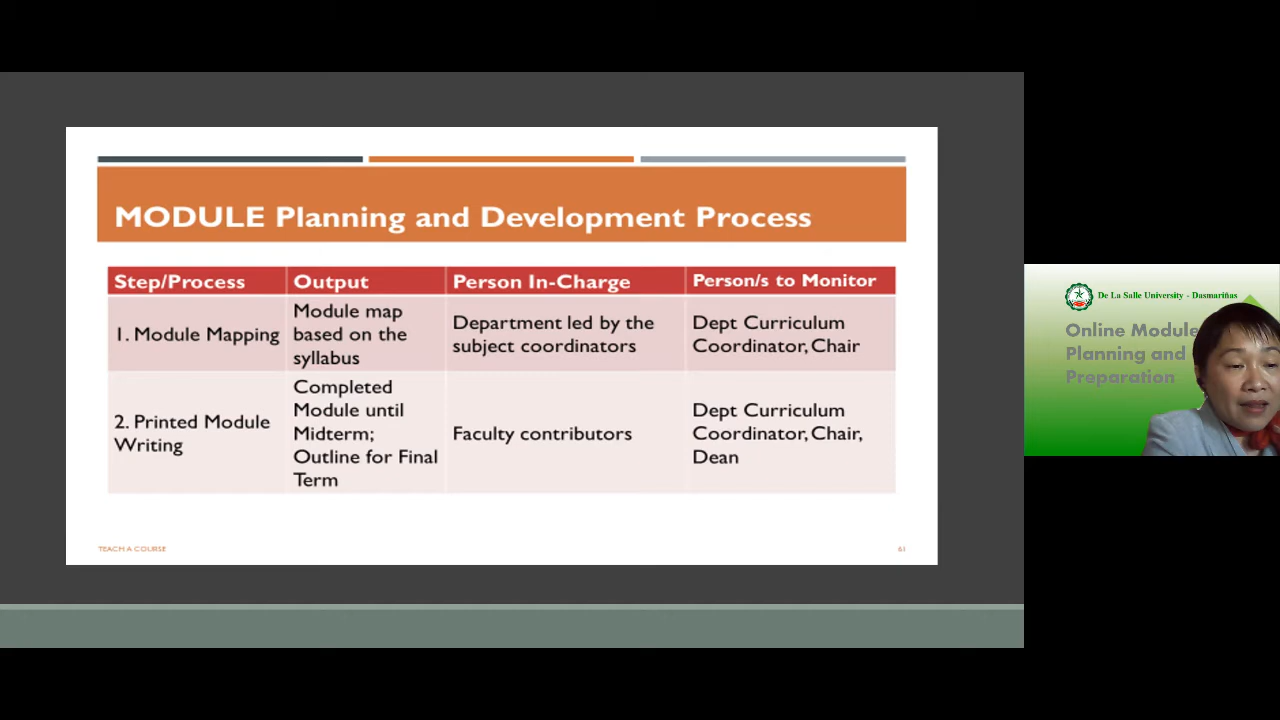 MODULE Planning and Development Process
Step/Process
Output
Person In-Charge
Person/s to Monitor
1. Module Mapping
Module map
based on the
syllabus
Department led by the
subject coordinators
Dept Curriculum
Coordinator, Chair
2. Printed Module
Writing
Completed
Module until
Midterm;
Outline for Final
Term
Faculty contributors
Dept Curriculum
Coordinator, Chair,
Dean
TEACH A COURSE
61
De La Salle University - Dasmariñas
Online Module
Planning and
Preparation